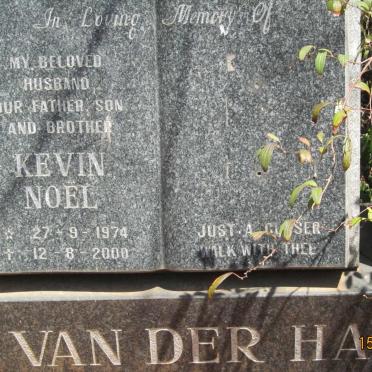 In Loving Memory Of
MY BELOVED
HUSBAND
OUR FATHER, SON
AND BROTHER
KEVIN
NOEL
27-9-1974
12-8-2000
JUST A CLOSER
WALK WITH THEE
VAN DER HA
15